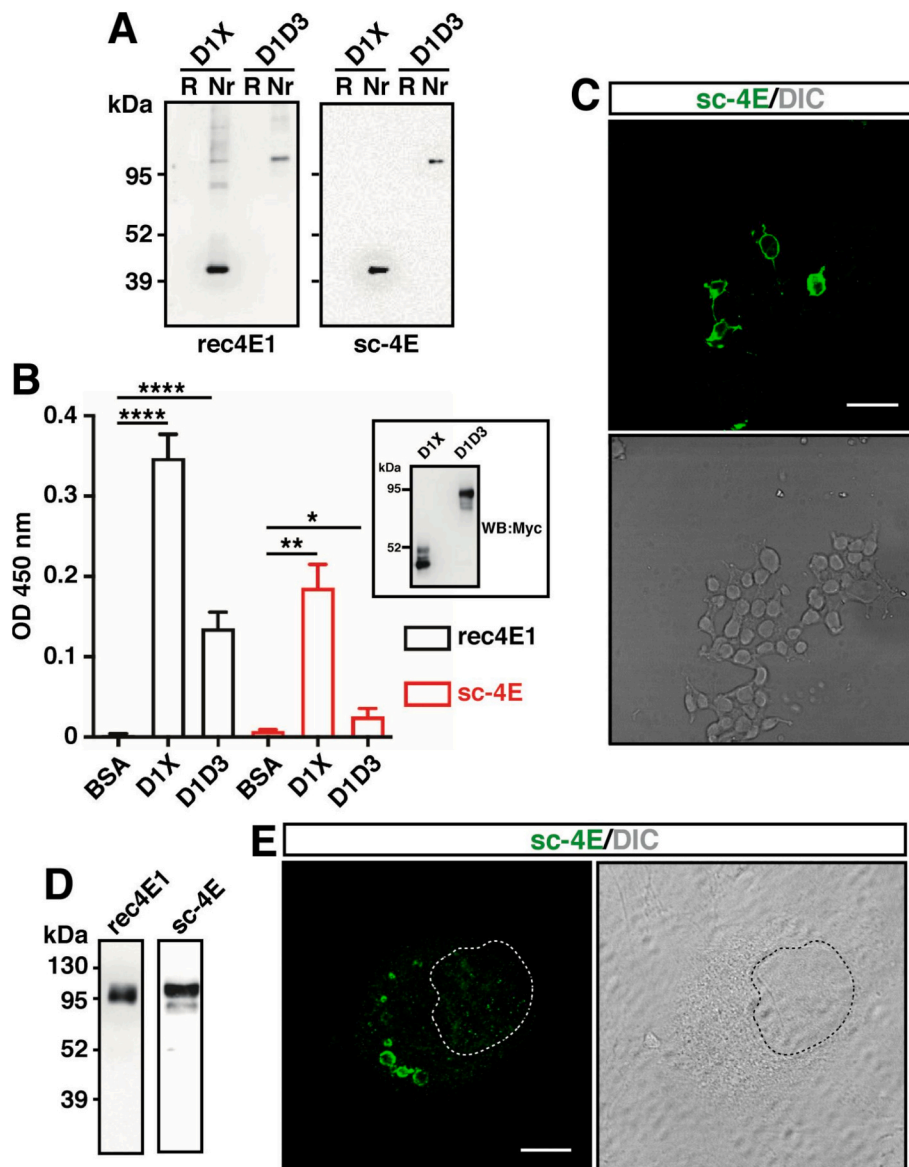 A
D1X D1D3 D1X D1D3
R Nr R Nr R Nr R Nr
kDa
95
52
39
rec4E1 sc-4E
B
OD 450 nm
0.4
0.3
0.2
0.1
0
**** 
****
*
**
BSA D1X D1D3 BSA D1X D1D3
D1X D1D3
kDa
95
52
WB:Myc
rec4E1
sc-4E
C
sc-4E/DIC
D
rec4E1 sc-4E
kDa
130
95
52
39
E
sc-4E/DIC